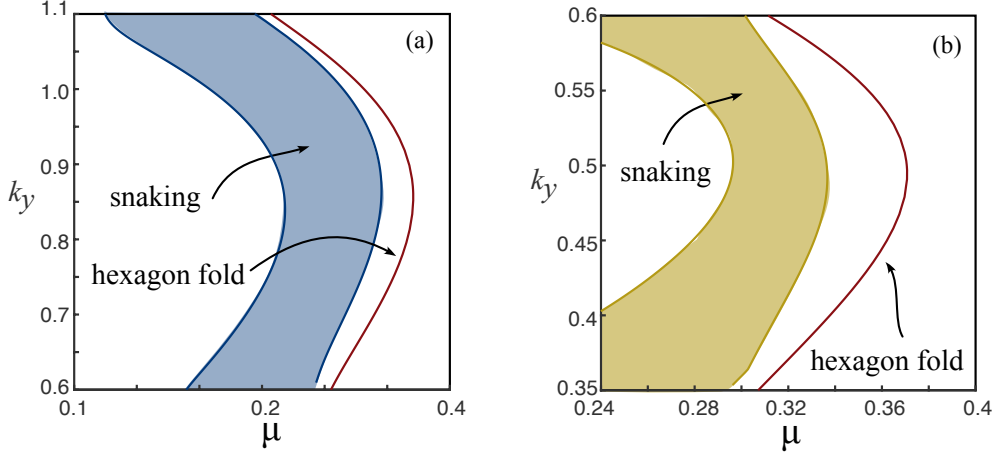 1.1
(a)
1.0
0.9
k_y
snaking
0.8
hexagon fold
0.7
0.6
0.1
0.2
0.4
μ
0.6
(b)
0.55
snaking
0.5
k_y
0.45
0.4
hexagon fold
0.35
0.24
0.28
0.32
0.36
0.4
μ